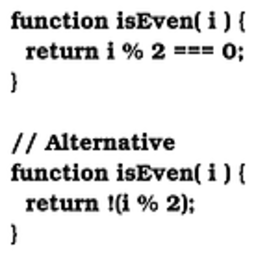 function isEven( i ) {
return i % 2 === 0;
}
// Alternative
function isEven( i ) {
return !(i % 2);
}